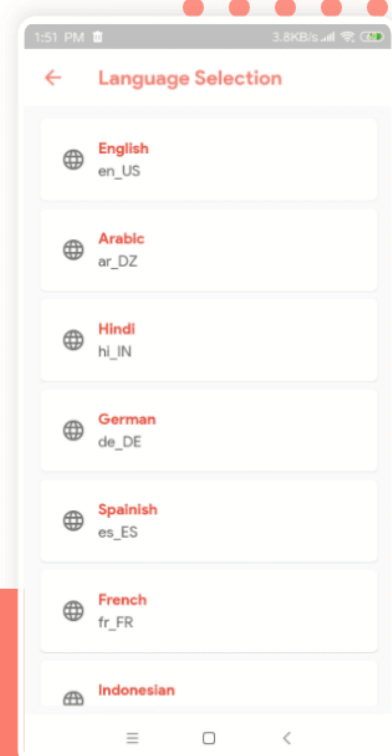 1:51 PM 3.8KB/s
Language Selection
English
en_US
Arabic
ar_DZ
Hindi
hi_IN
German
de_DE
Spainish
es_ES
French
fr_FR
Indonesian